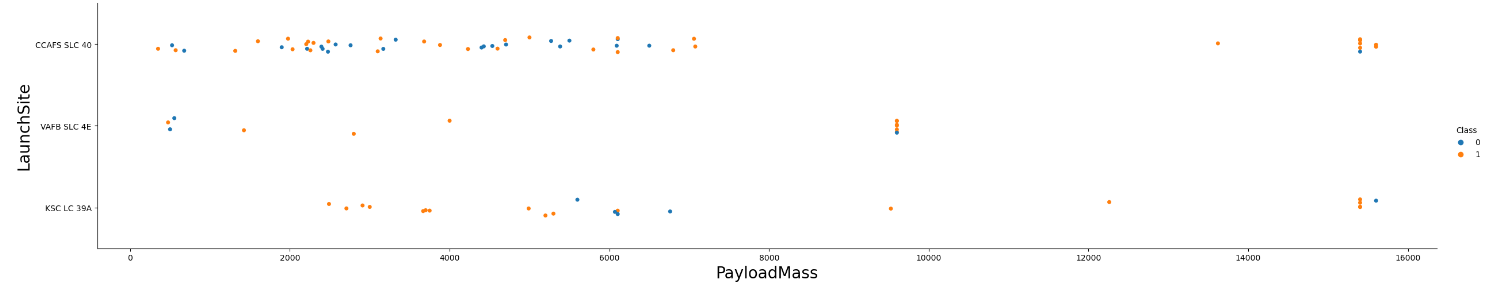 LaunchSite
CCAFS SLC 40
VAFB SLC 4E
KSC LC 39A
0 2000 4000 6000 8000 10000 12000 14000 16000
PayloadMass
Class
0
1